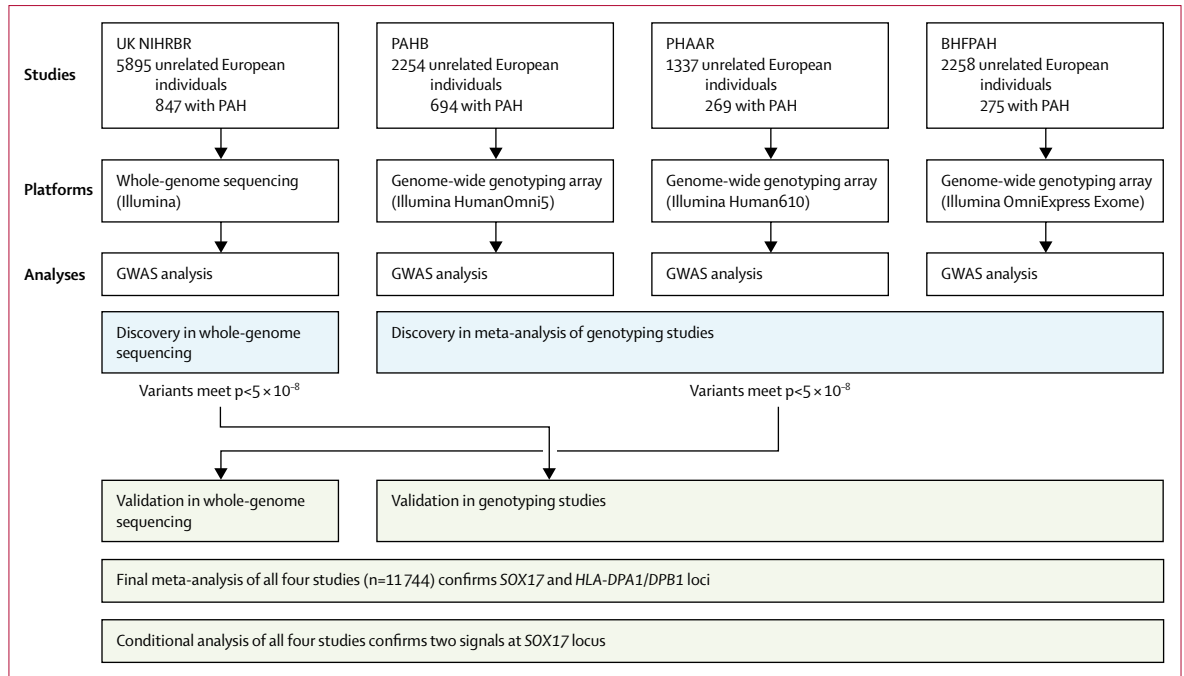 Studies
UK NIHRBR
5895 unrelated European
individuals
847 with PAH
PAHB
2254 unrelated European
individuals
694 with PAH
PHAAR
1337 unrelated European
individuals
269 with PAH
BHFPAH
2258 unrelated European
individuals
275 with PAH
Platforms
Whole-genome sequencing
(Illumina)
Genome-wide genotyping array
(Illumina HumanOmni5)
Genome-wide genotyping array
(Illumina Human610)
Genome-wide genotyping array
(Illumina OmniExpress Exome)
Analyses
GWAS analysis
GWAS analysis
GWAS analysis
GWAS analysis
Discovery in whole-genome
sequencing
Discovery in meta-analysis of genotyping studies
Variants meet p<5 × 10⁻⁸
Variants meet p<5 × 10⁻⁸
Validation in whole-genome
sequencing
Validation in genotyping studies
Final meta-analysis of all four studies (n=11 744) confirms SOX17 and HLA-DPA1/DPB1 loci
Conditional analysis of all four studies confirms two signals at SOX17 locus